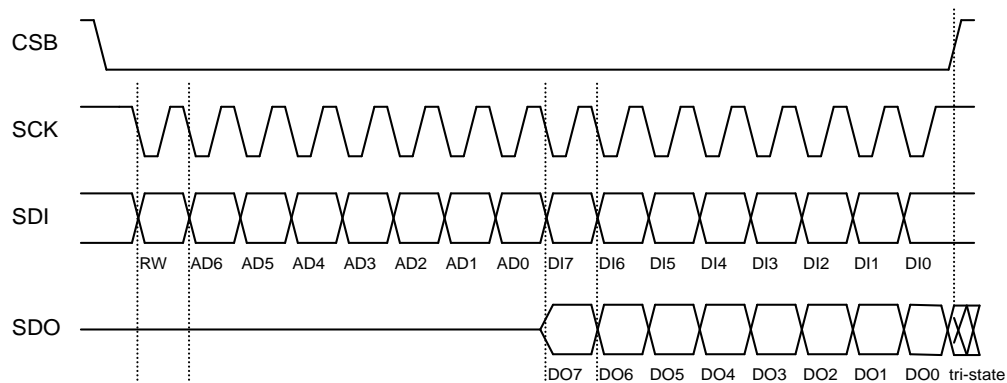 CSB
SCK
SDI
RW AD6 AD5 AD4 AD3 AD2 AD1 AD0 DI7 DI6 DI5 DI4 DI3 DI2 DI1 DI0
SDO
DO7 DO6 DO5 DO4 DO3 DO2 DO1 DO0 tri-state